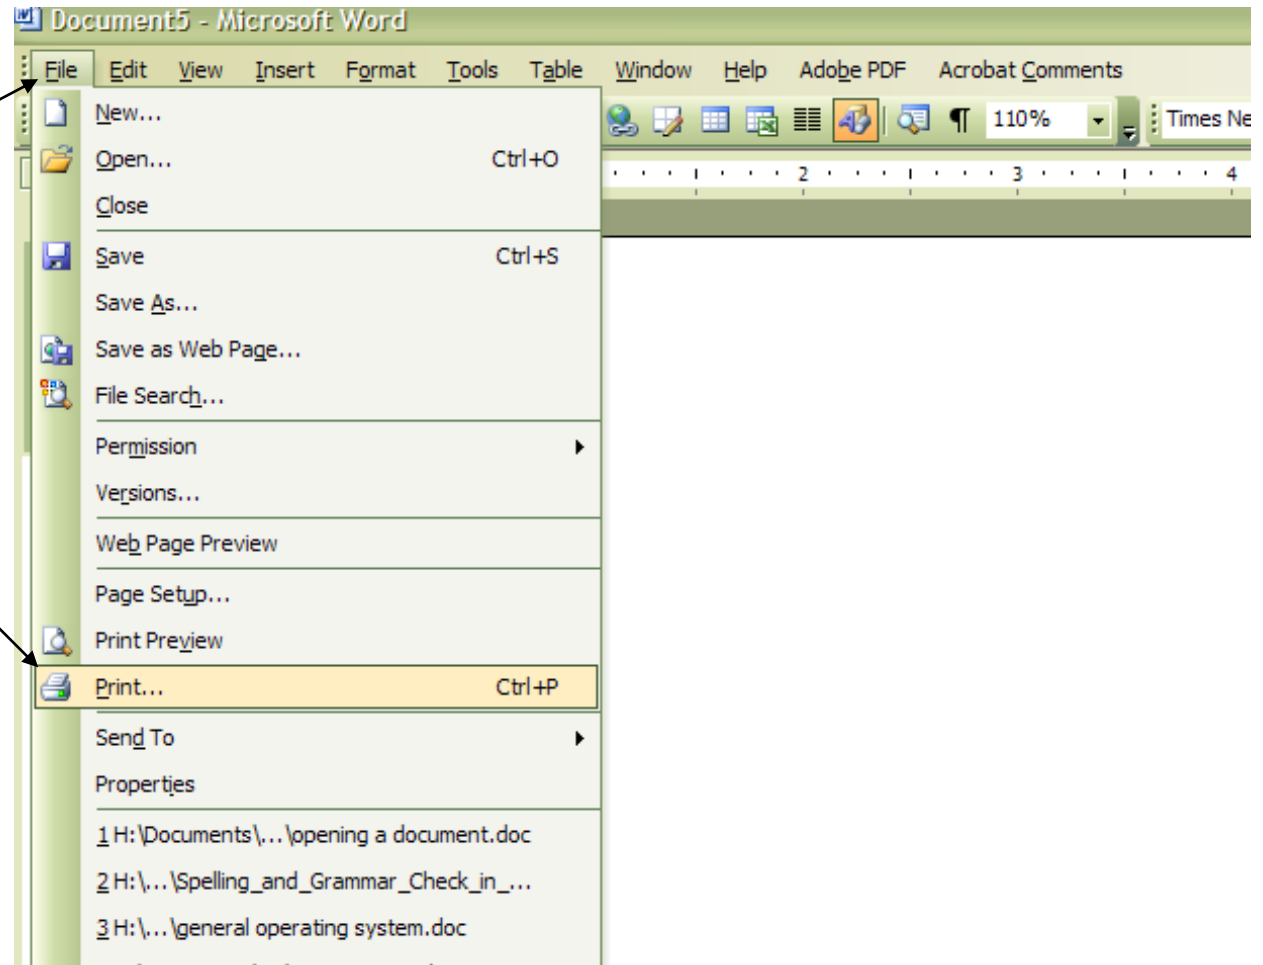 Document5 - Microsoft Word
File Edit View Insert Format Tools Table Window Help Adobe PDF Acrobat Comments
110% Times Ne
New...
Open... Ctrl+O
2 3 4
Close
Save Ctrl+S
Save As...
Save as Web Page...
File Search...
Permission
Versions...
Web Page Preview
Page Setup...
Print Preview
Print... Ctrl+P
Send To
Properties
1 H:\Documents\...\opening a document.doc
2 H:\...\Spelling_and_Grammar_Check_in_...
3 H:\...\general operating system.doc